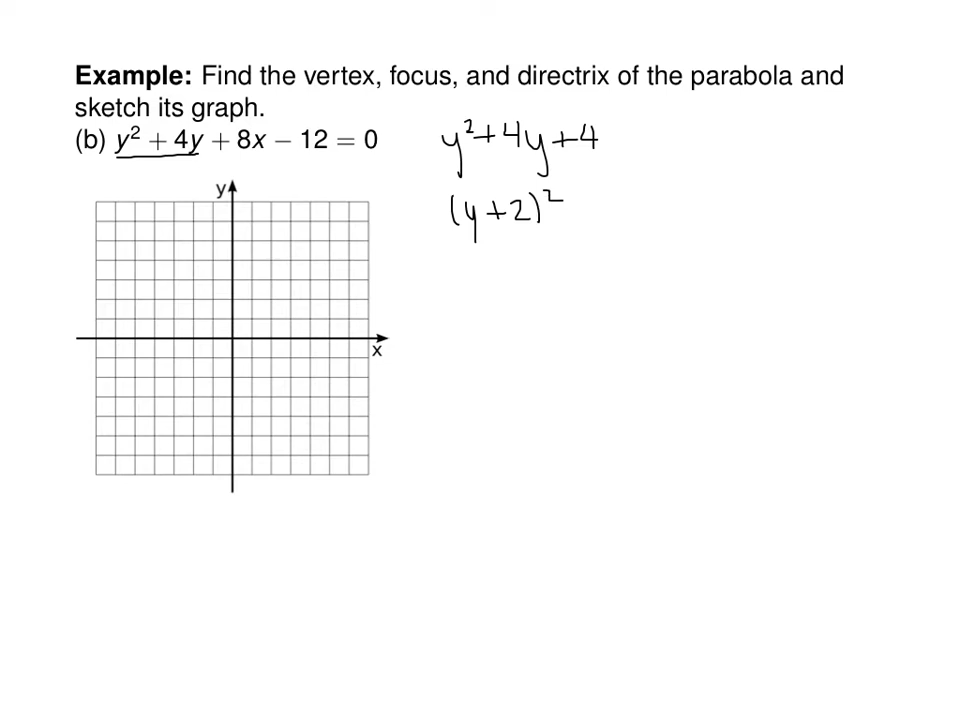 Example: Find the vertex, focus, and directrix of the parabola and
sketch its graph.
(b) y² + 4y + 8x − 12 = 0
y² + 4y + 4
(y + 2)²
y
x